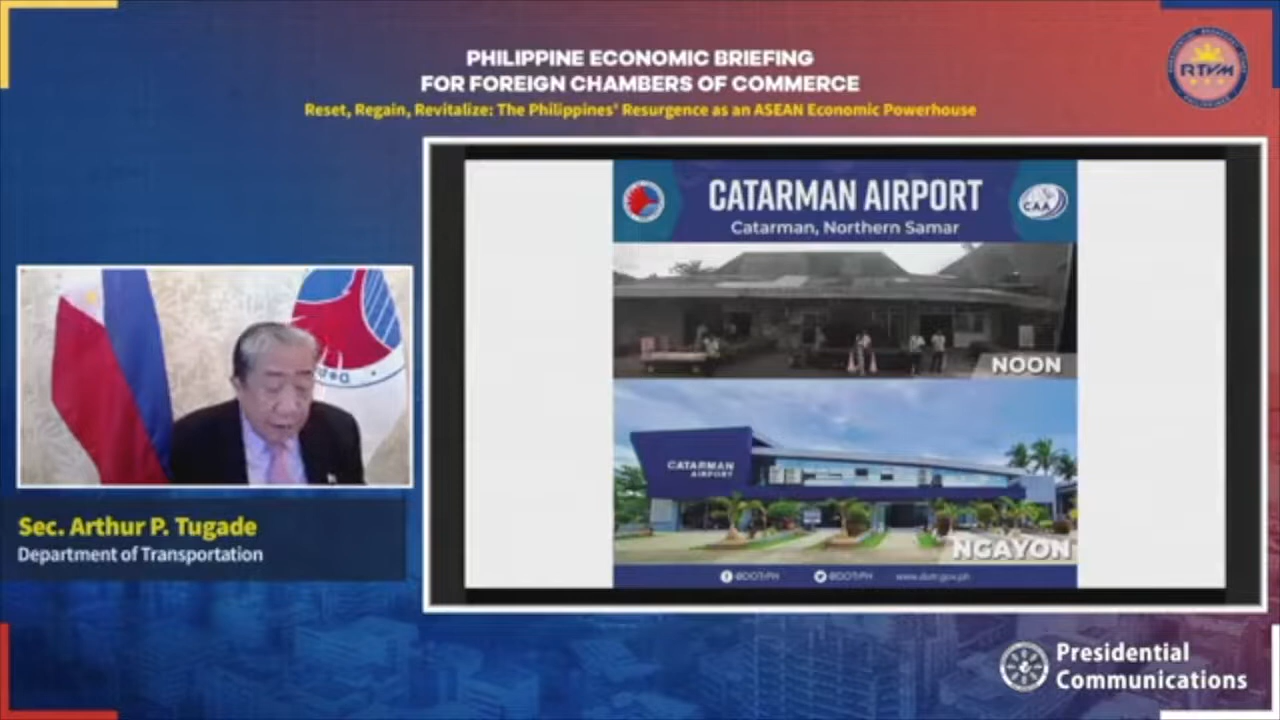 PHILIPPINE ECONOMIC BRIEFING
FOR FOREIGN CHAMBERS OF COMMERCE
Reset, Regain, Revitalize: The Philippines' Resurgence as an ASEAN Economic Powerhouse
RTVM
CATARMAN AIRPORT
Catarman, Northern Samar
CAAP
NOON
CATARMAN
AIRPORT
NGAYON
@DOTrPH
@DOTrPH
www.dotr.gov.ph
Sec. Arthur P. Tugade
Department of Transportation
Presidential
Communications